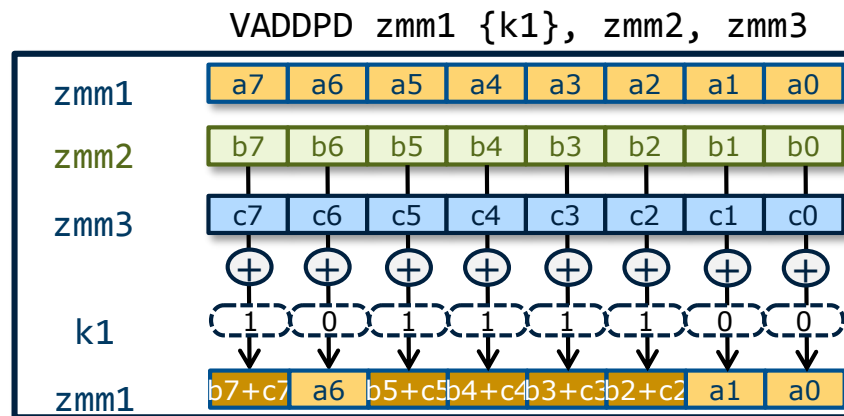 VADDPD zmm1 {k1}, zmm2, zmm3
zmm1 a7 a6 a5 a4 a3 a2 a1 a0
zmm2 b7 b6 b5 b4 b3 b2 b1 b0
zmm3 c7 c6 c5 c4 c3 c2 c1 c0
+ + + + + + + +
k1 1 0 1 1 1 1 0 0
zmm1 b7+c7 a6 b5+c5 b4+c4 b3+c3 b2+c2 a1 a0